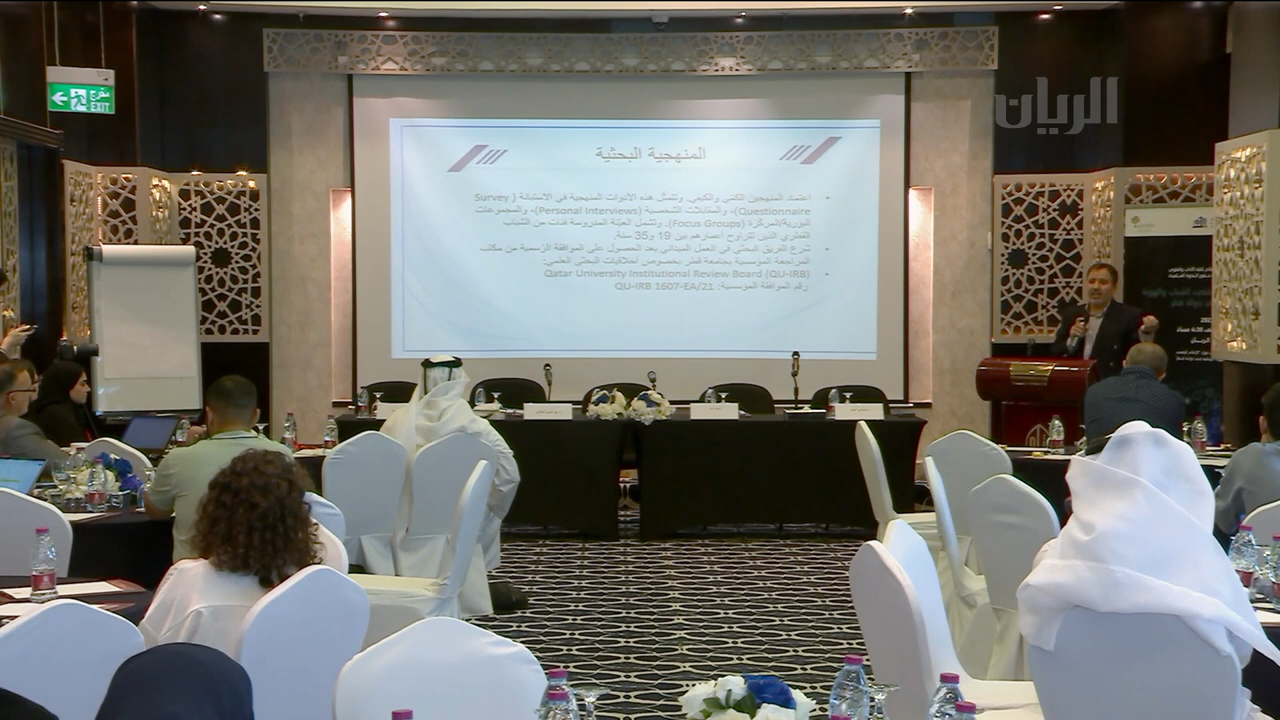 مخرج
EXIT
الريان
المنهجية البحثية
اعتماد المنهجين الكمّي والكيفي. وتتمثل هذه الأدوات المنهجية في الاستبانة ( Survey
Questionnaire)، والمقابلات الشخصية (Personal Interviews)، والمجموعات
البؤرية/المركزة (Focus Groups). وتشمل العينة المدروسة فئات من الشباب
القطري الذين تتراوح أعمارهم بين 19 و35 سنة.
شرع الفريق البحثي في العمل الميداني بعد الحصول على الموافقة الرسمية من مكتب
المراجعة المؤسسية بجامعة قطر بخصوص أخلاقيات البحث العلمي.
Qatar University Institutional Review Board (QU-IRB)
رقم الموافقة المؤسسية: QU-IRB 1607-EA/21